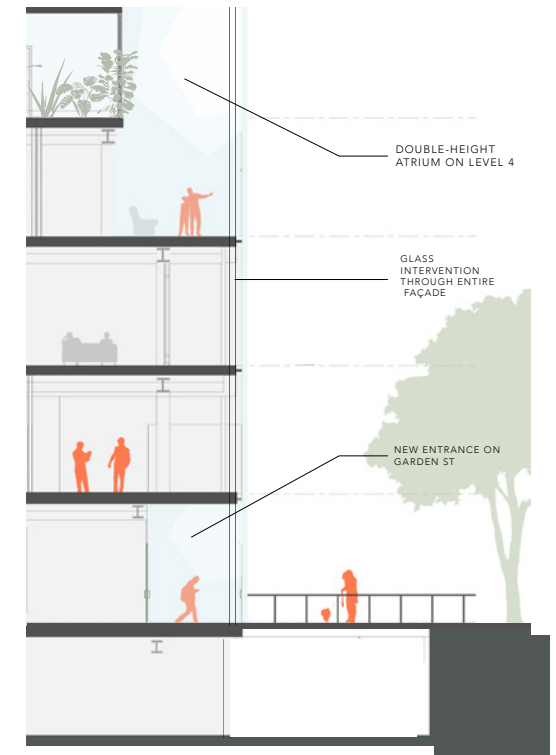 DOUBLE-HEIGHT
ATRIUM ON LEVEL 4
GLASS
INTERVENTION
THROUGH ENTIRE
FAÇADE
NEW ENTRANCE ON
GARDEN ST